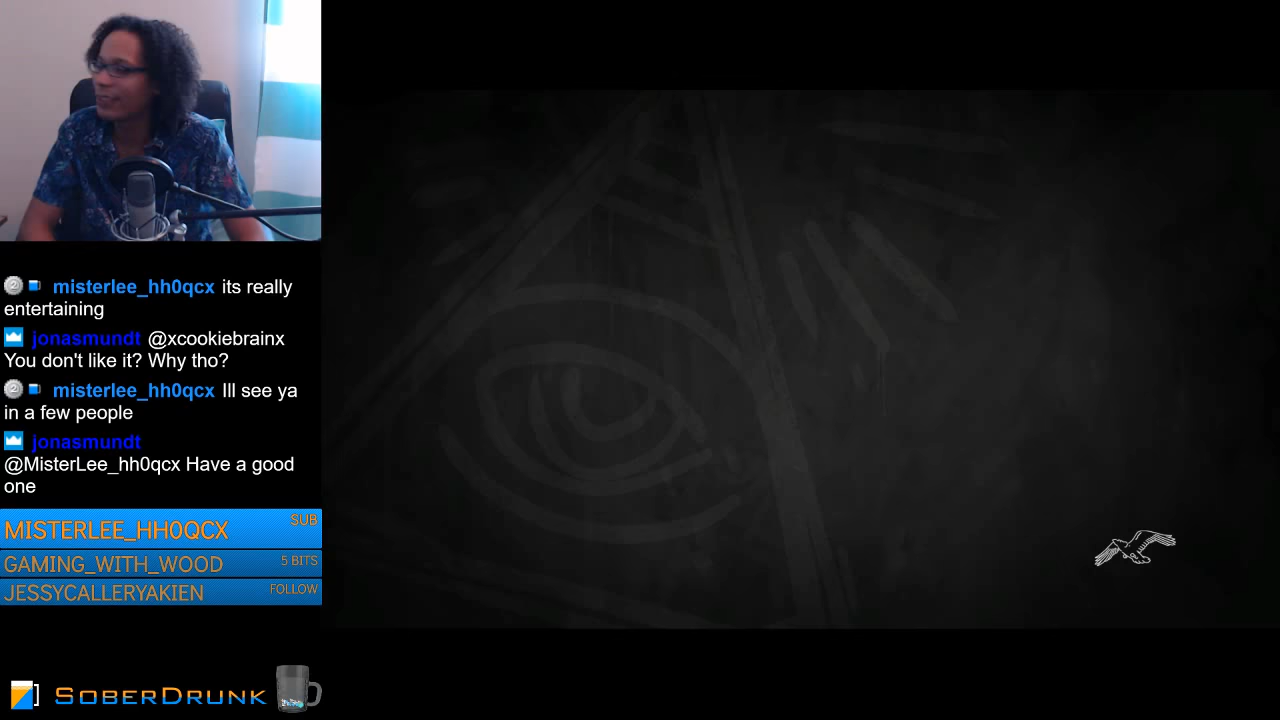 misterlee_hh0qcx its really
entertaining
jonasmundt @xcookiebrainx
You don't like it? Why tho?
misterlee_hh0qcx Ill see ya
in a few people
jonasmundt
@MisterLee_hh0qcx Have a good
one
MISTERLEE_HH0QCX SUB
GAMING_WITH_WOOD 5 BITS
JESSYCALLERYAKIEN FOLLOW
SOBERDRUNK